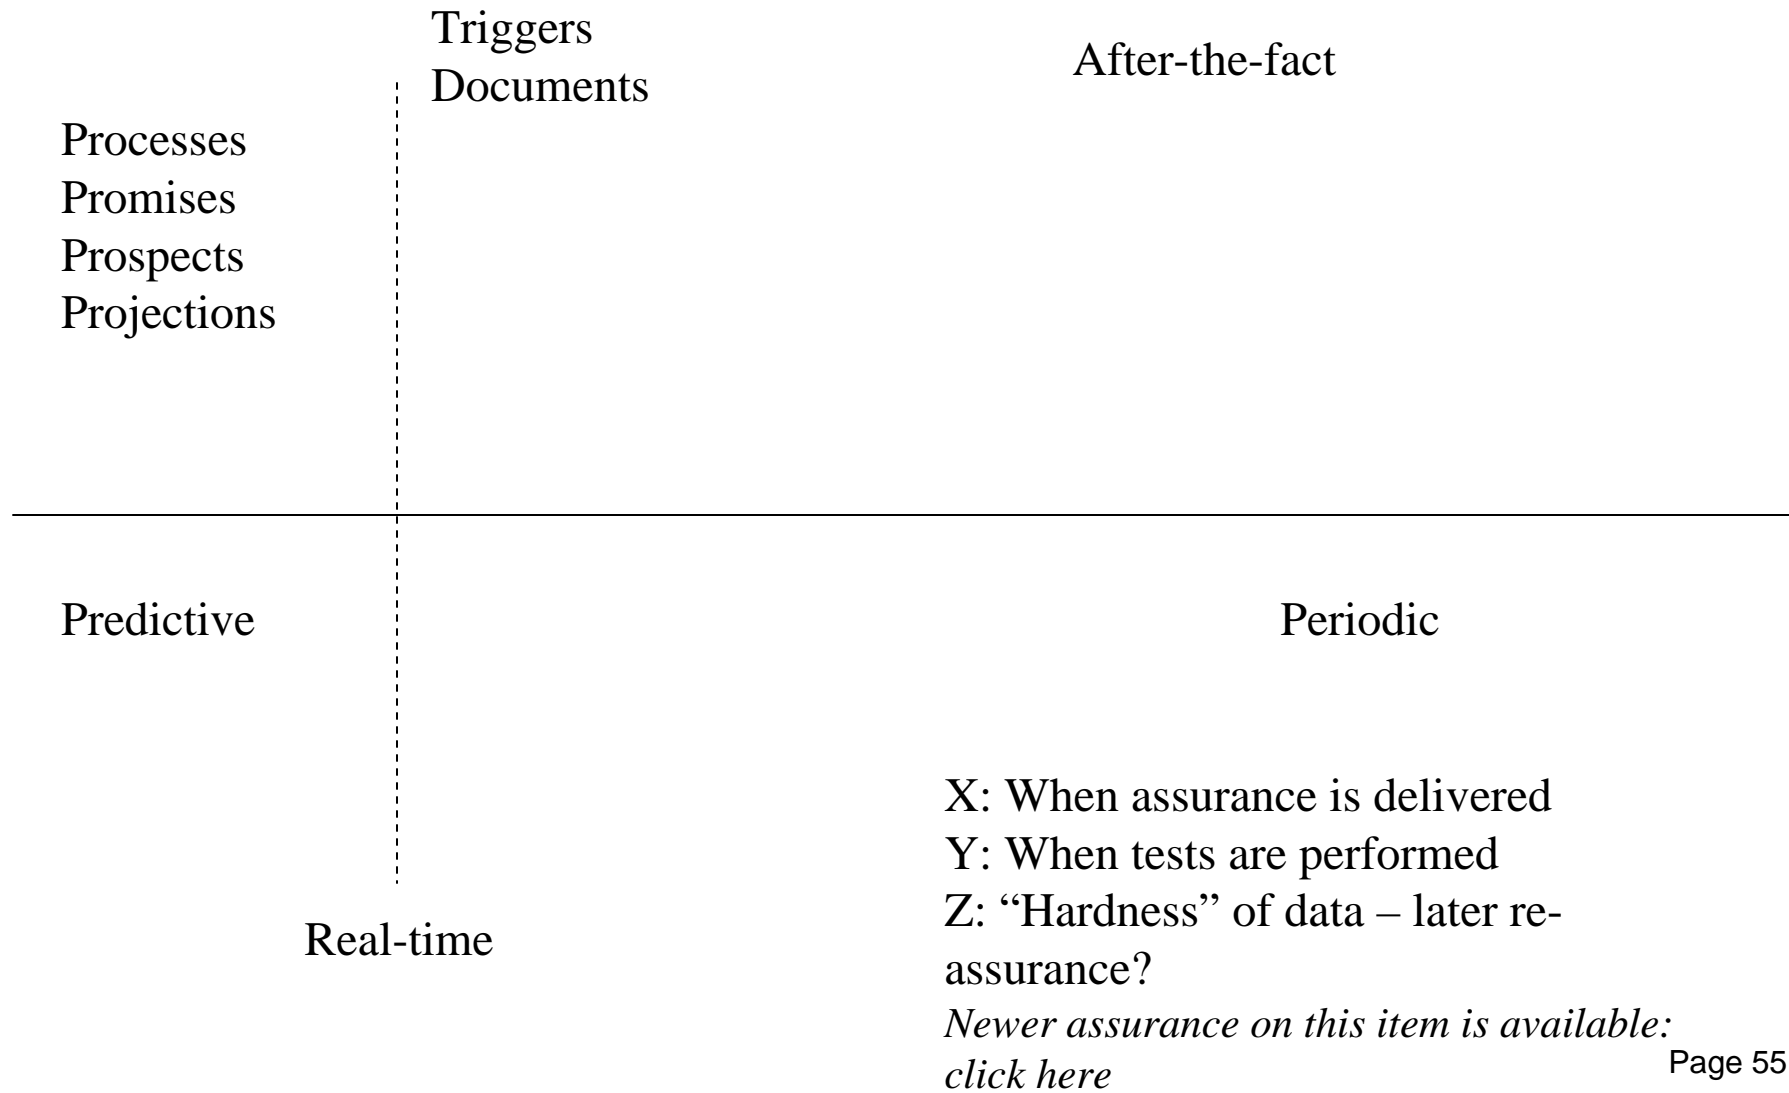 Triggers
Documents
After-the-fact
Processes
Promises
Prospects
Projections
Predictive
Periodic
X: When assurance is delivered
Y: When tests are performed
Z: “Hardness” of data – later re-
assurance?
Real-time
Newer assurance on this item is available:
click here
Page 55